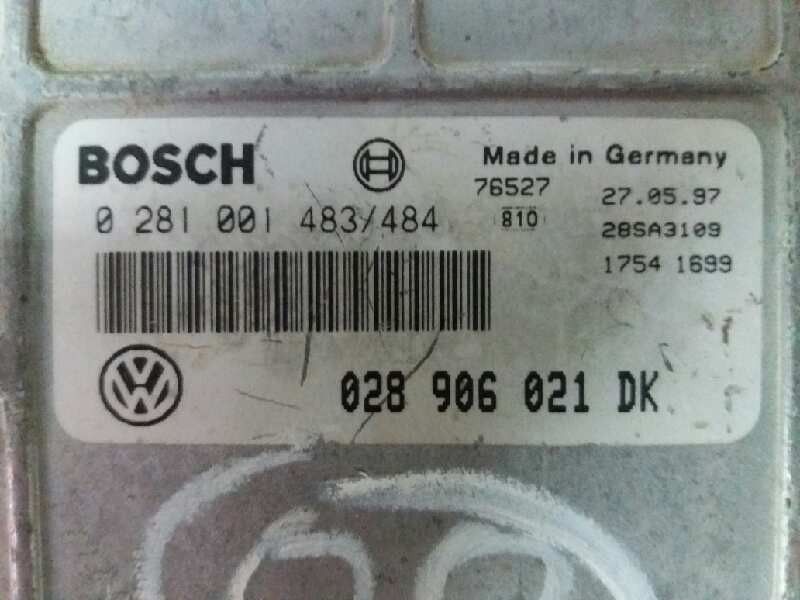 BOSCH
Made in Germany
76527
27.05.97
0 281 001 483/484
810
28SA3109
1754 1699
028 906 021 DK